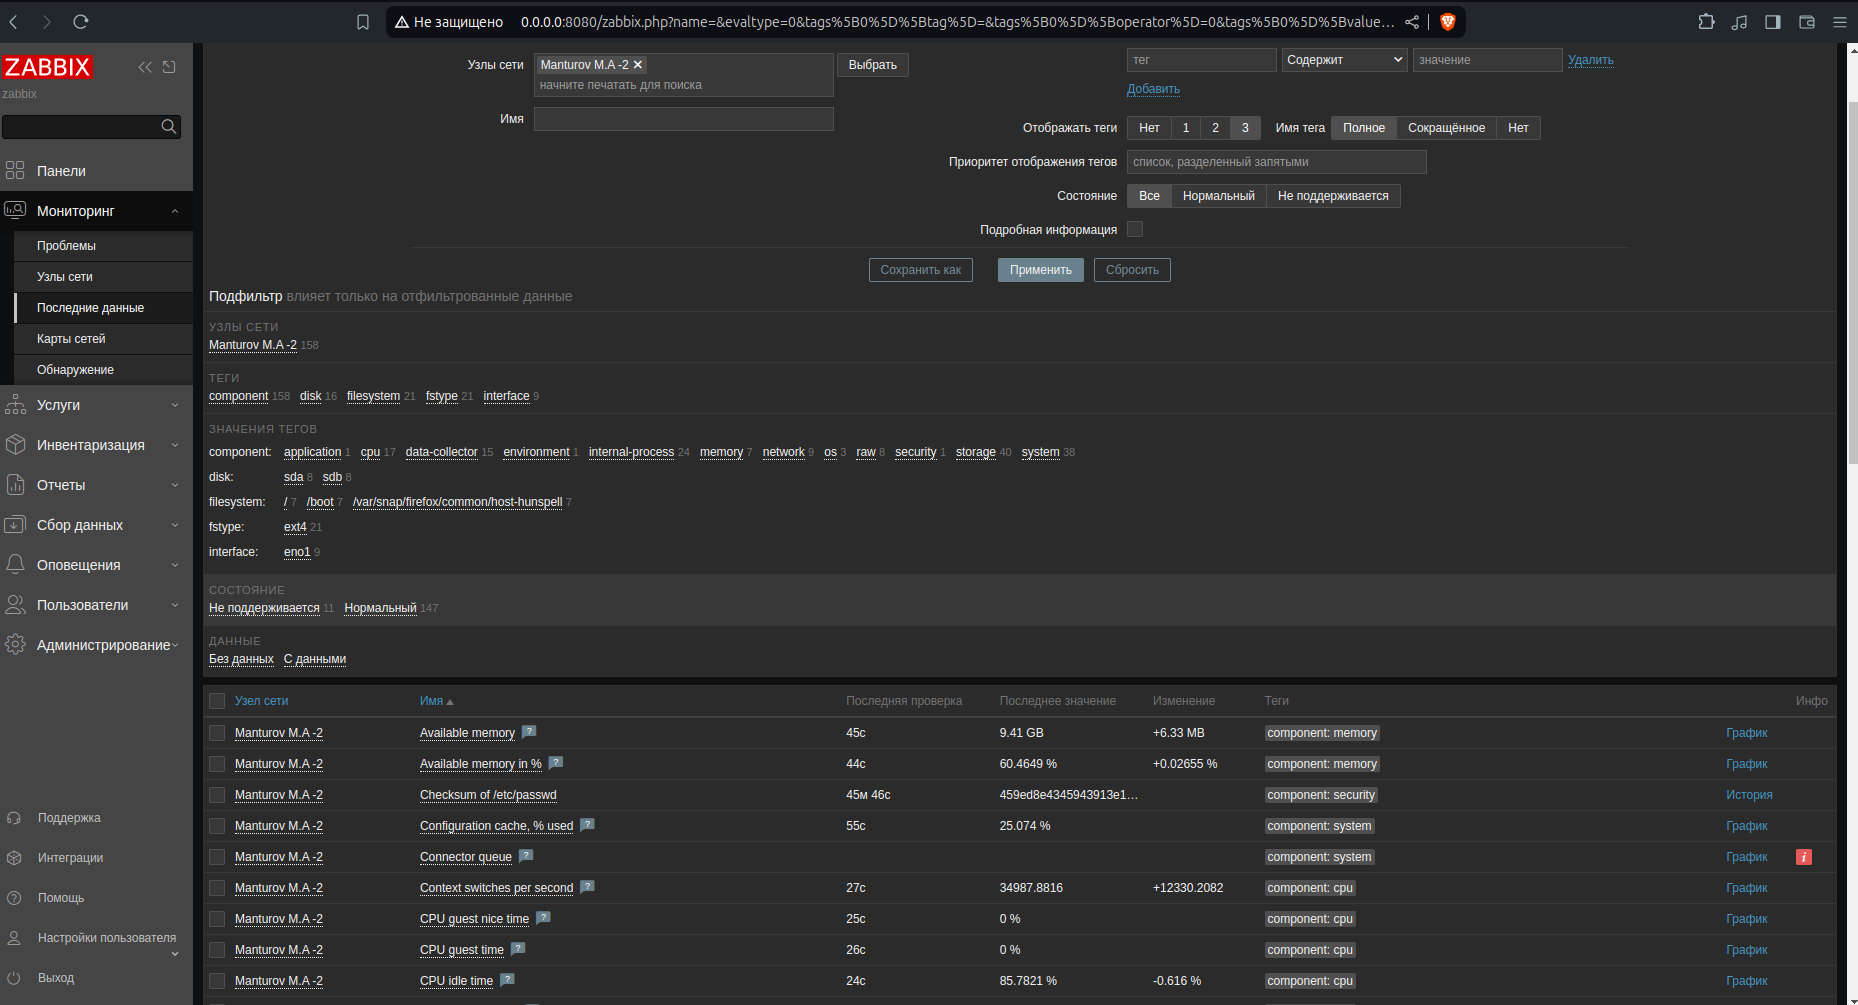 Не защищено 0.0.0.0:8080/zabbix.php?name=&evaltype=0&tags%5B0%5D%5Btag%5D=&tags%5B0%5D%5Boperator%5D=0&tags%5B0%5D%5Bvalue…
ZABBIX
zabbix
Панели
Мониторинг
Проблемы
Узлы сети
Последние данные
Карты сетей
Обнаружение
Услуги
Инвентаризация
Отчеты
Сбор данных
Оповещения
Пользователи
Администрирование
Поддержка
Интеграции
Помощь
Настройки пользователя
Выход
Узлы сети Manturov M.A -2 Выбрать
начните печатать для поиска
Имя
тег Содержит значение Удалить
Добавить
Отображать теги Нет 1 2 3 Имя тега Полное Сокращённое Нет
Приоритет отображения тегов список, разделенный запятыми
Состояние Все Нормальный Не поддерживается
Подробная информация
Сохранить как Применить Сбросить
Подфильтр влияет только на отфильтрованные данные
УЗЛЫ СЕТИ
Manturov M.A -2 158
ТЕГИ
component 158 disk 16 filesystem 21 fstype 21 interface 9
ЗНАЧЕНИЯ ТЕГОВ
component: application 1 cpu 17 data-collector 15 environment 1 internal-process 24 memory 7 network 9 os 3 raw 8 security 1 storage 40 system 38
disk: sda 8 sdb 8
filesystem: / 7 /boot 7 /var/snap/firefox/common/host-hunspell 7
fstype: ext4 21
interface: eno1 9
СОСТОЯНИЕ
Не поддерживается 11 Нормальный 147
ДАННЫЕ
Без данных С данными
Узел сети Имя Последняя проверка Последнее значение Изменение Теги Инфо
Manturov M.A -2 Available memory ? 45с 9.41 GB +6.33 MB component: memory График
Manturov M.A -2 Available memory in % ? 44с 60.4649 % +0.02655 % component: memory График
Manturov M.A -2 Checksum of /etc/passwd 45м 46с 459ed8e4345943913e1… component: security История
Manturov M.A -2 Configuration cache, % used ? 55с 25.074 % component: system График
Manturov M.A -2 Connector queue ? component: system График i
Manturov M.A -2 Context switches per second ? 27с 34987.8816 +12330.2082 component: cpu График
Manturov M.A -2 CPU guest nice time ? 25с 0 % component: cpu График
Manturov M.A -2 CPU guest time ? 26с 0 % component: cpu График
Manturov M.A -2 CPU idle time ? 24с 85.7821 % -0.616 % component: cpu График